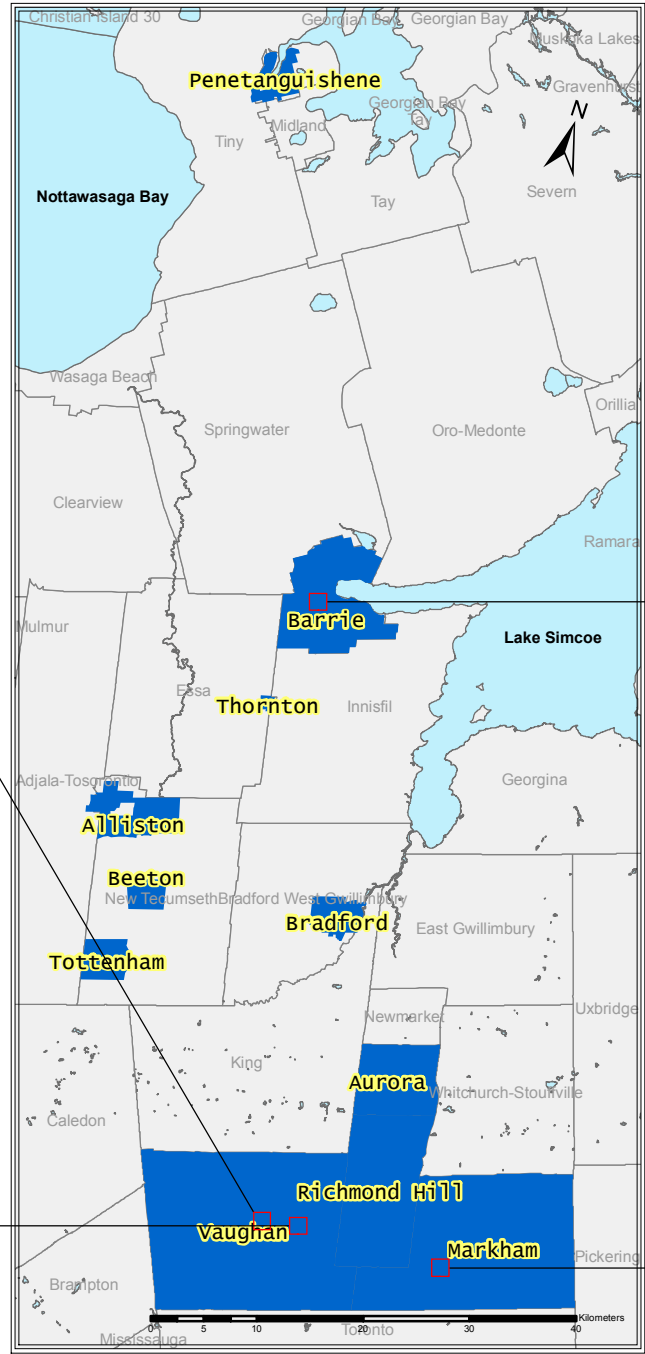 Christian Island 30
Georgian Bay
Georgian Bay
Muskoka Lakes
Penetanguishene
Gravenhurst
Georgian Bay
Tay
N
Midland
Tiny
Severn
Nottawasaga Bay
Tay
Wasaga Beach
Orillia
Springwater
Oro-Medonte
Clearview
Ramara
Barrie
Mulmur
Lake Simcoe
Essa
Thornton
Innisfil
Adjala-Tosorontio
Georgina
Alliston
Beeton
New Tecumseth
Bradford West Gwillimbury
Bradford
East Gwillimbury
Tottenham
Uxbridge
Newmarket
King
Aurora
Whitchurch-Stouffville
Caledon
Richmond Hill
Vaughan
Markham
Pickering
Brampton
Kilometers
0 5 10 20 30 40
Toronto
Mississauga